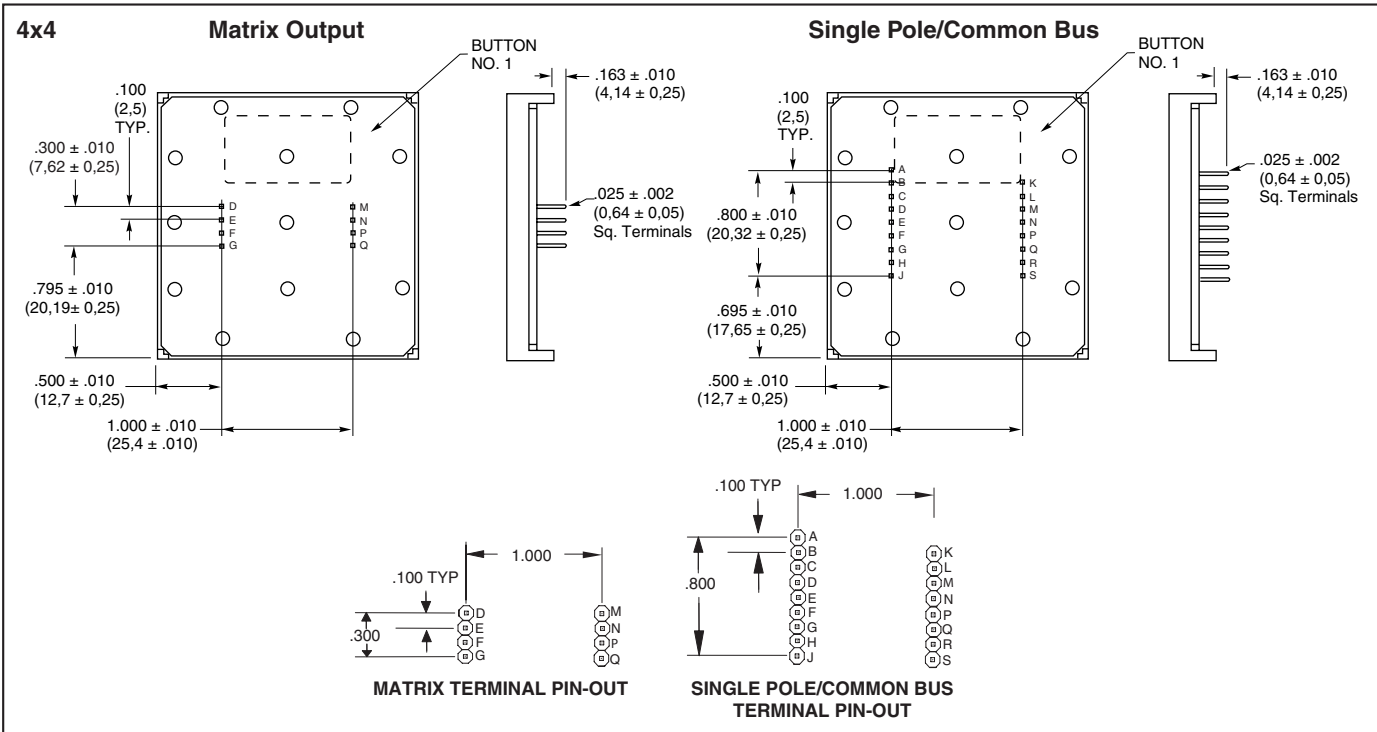 4x4
Matrix Output
BUTTON
NO. 1
.100
(2,5)
TYP.
.300 ± .010
(7,62 ± 0,25)
.795 ± .010
(20,19± 0,25)
.500 ± .010
(12,7 ± 0,25)
1.000 ± .010
(25,4 ± .010)
D
E
F
G
M
N
P
Q
.163 ± .010
(4,14 ± 0,25)
.025 ± .002
(0,64 ± 0,05)
Sq. Terminals
Single Pole/Common Bus
BUTTON
NO. 1
.100
(2,5)
TYP.
.800 ± .010
(20,32 ± 0,25)
.695 ± .010
(17,65 ± 0,25)
.500 ± .010
(12,7 ± 0,25)
1.000 ± .010
(25,4 ± .010)
A
B
C
D
E
F
G
H
J
K
L
M
N
P
Q
R
S
.163 ± .010
(4,14 ± 0,25)
.025 ± .002
(0,64 ± 0,05)
Sq. Terminals
1.000
.100 TYP
.300
D
E
F
G
M
N
P
Q
MATRIX TERMINAL PIN-OUT
.100 TYP
1.000
.800
A
B
C
D
E
F
G
H
J
K
L
M
N
P
Q
R
S
SINGLE POLE/COMMON BUS
TERMINAL PIN-OUT